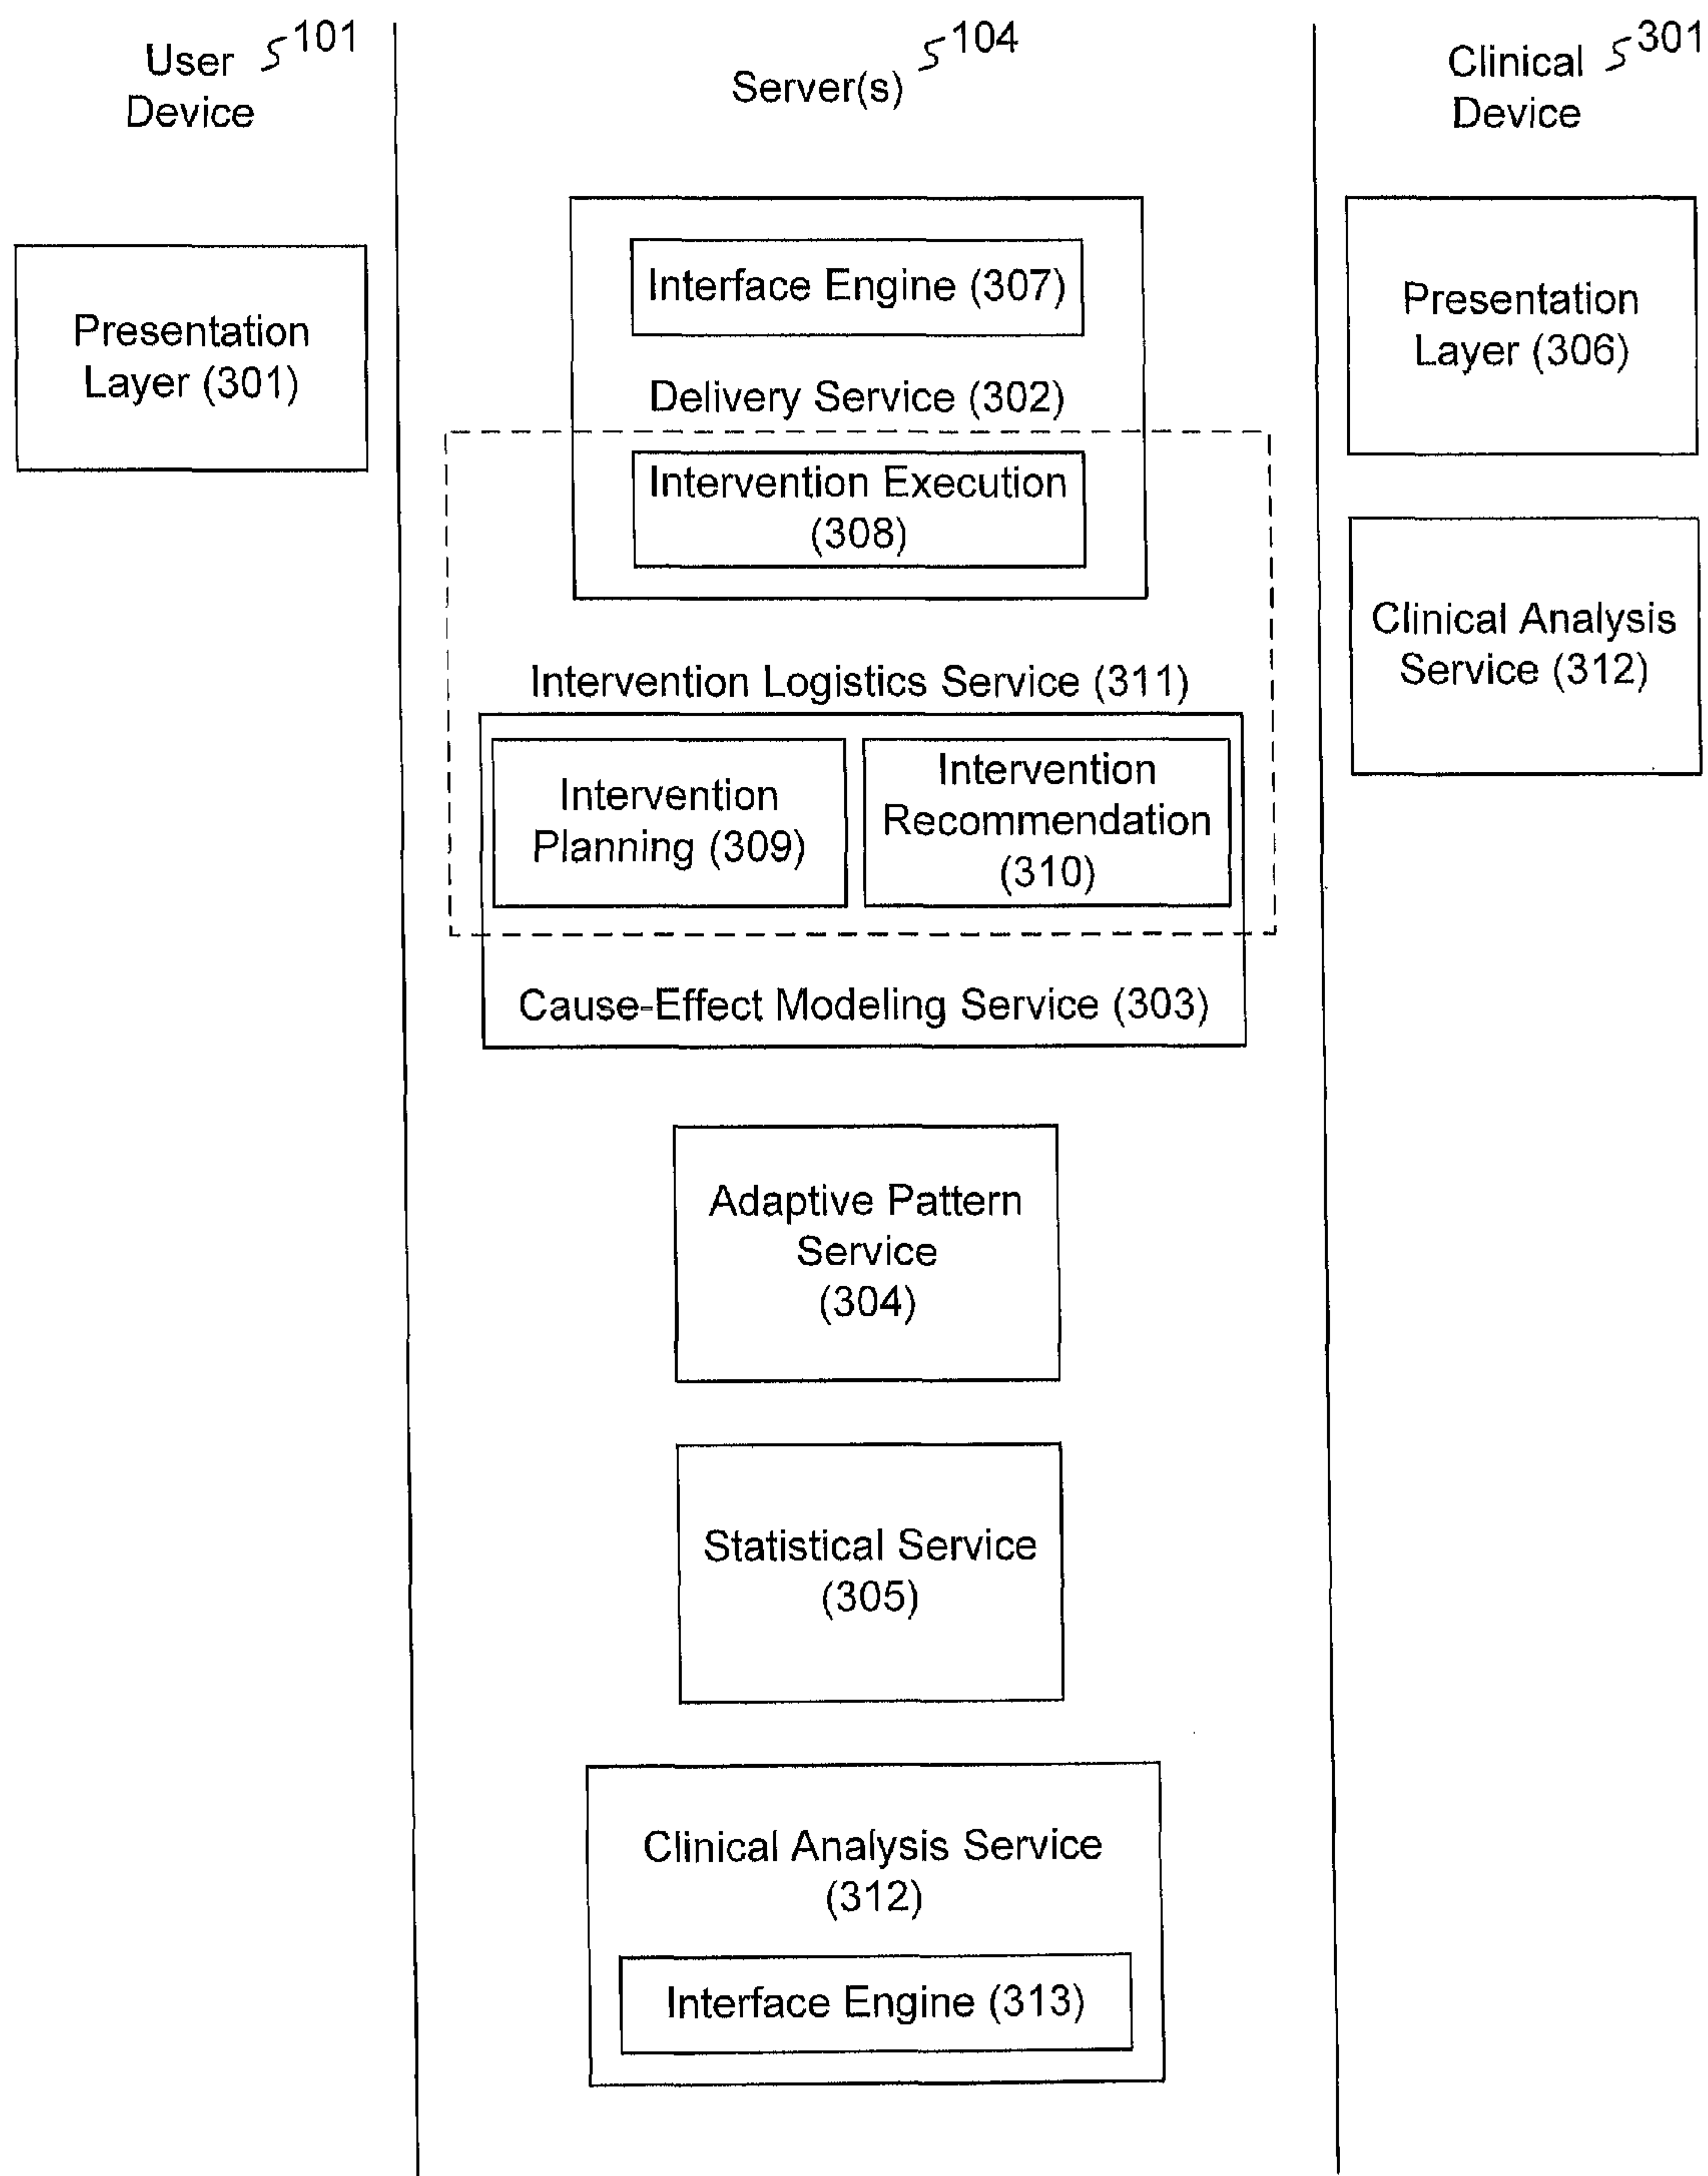 User
Device
101
Server(s)
104
Clinical
Device
301
Presentation
Layer (301)
Interface Engine (307)
Delivery Service (302)
Intervention Execution
(308)
Intervention Logistics Service (311)
Intervention
Planning (309)
Intervention
Recommendation
(310)
Cause-Effect Modeling Service (303)
Adaptive Pattern
Service
(304)
Statistical Service
(305)
Clinical Analysis Service
(312)
Interface Engine (313)
Presentation
Layer (306)
Clinical Analysis
Service (312)